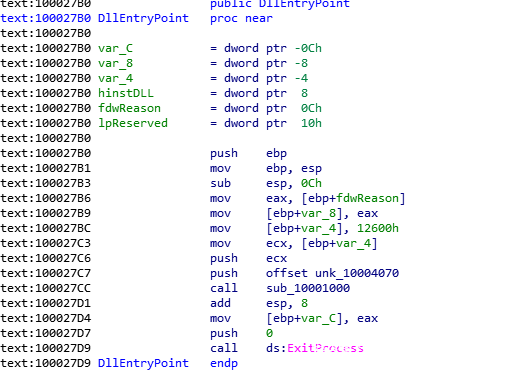 text:100027B0 public DllEntryPoint
text:100027B0 DllEntryPoint proc near
text:100027B0
text:100027B0 var_C = dword ptr -0Ch
text:100027B0 var_8 = dword ptr -8
text:100027B0 var_4 = dword ptr -4
text:100027B0 hinstDLL = dword ptr 8
text:100027B0 fdwReason = dword ptr 0Ch
text:100027B0 lpReserved = dword ptr 10h
text:100027B0
text:100027B0 push ebp
text:100027B1 mov ebp, esp
text:100027B3 sub esp, 0Ch
text:100027B6 mov eax, [ebp+fdwReason]
text:100027B9 mov [ebp+var_8], eax
text:100027BC mov [ebp+var_4], 12600h
text:100027C3 mov ecx, [ebp+var_4]
text:100027C6 push ecx
text:100027C7 push offset unk_10004070
text:100027CC call sub_10001000
text:100027D1 add esp, 8
text:100027D4 mov [ebp+var_C], eax
text:100027D7 push 0
text:100027D9 call ds:ExitProcess
text:100027D9 DllEntryPoint endp